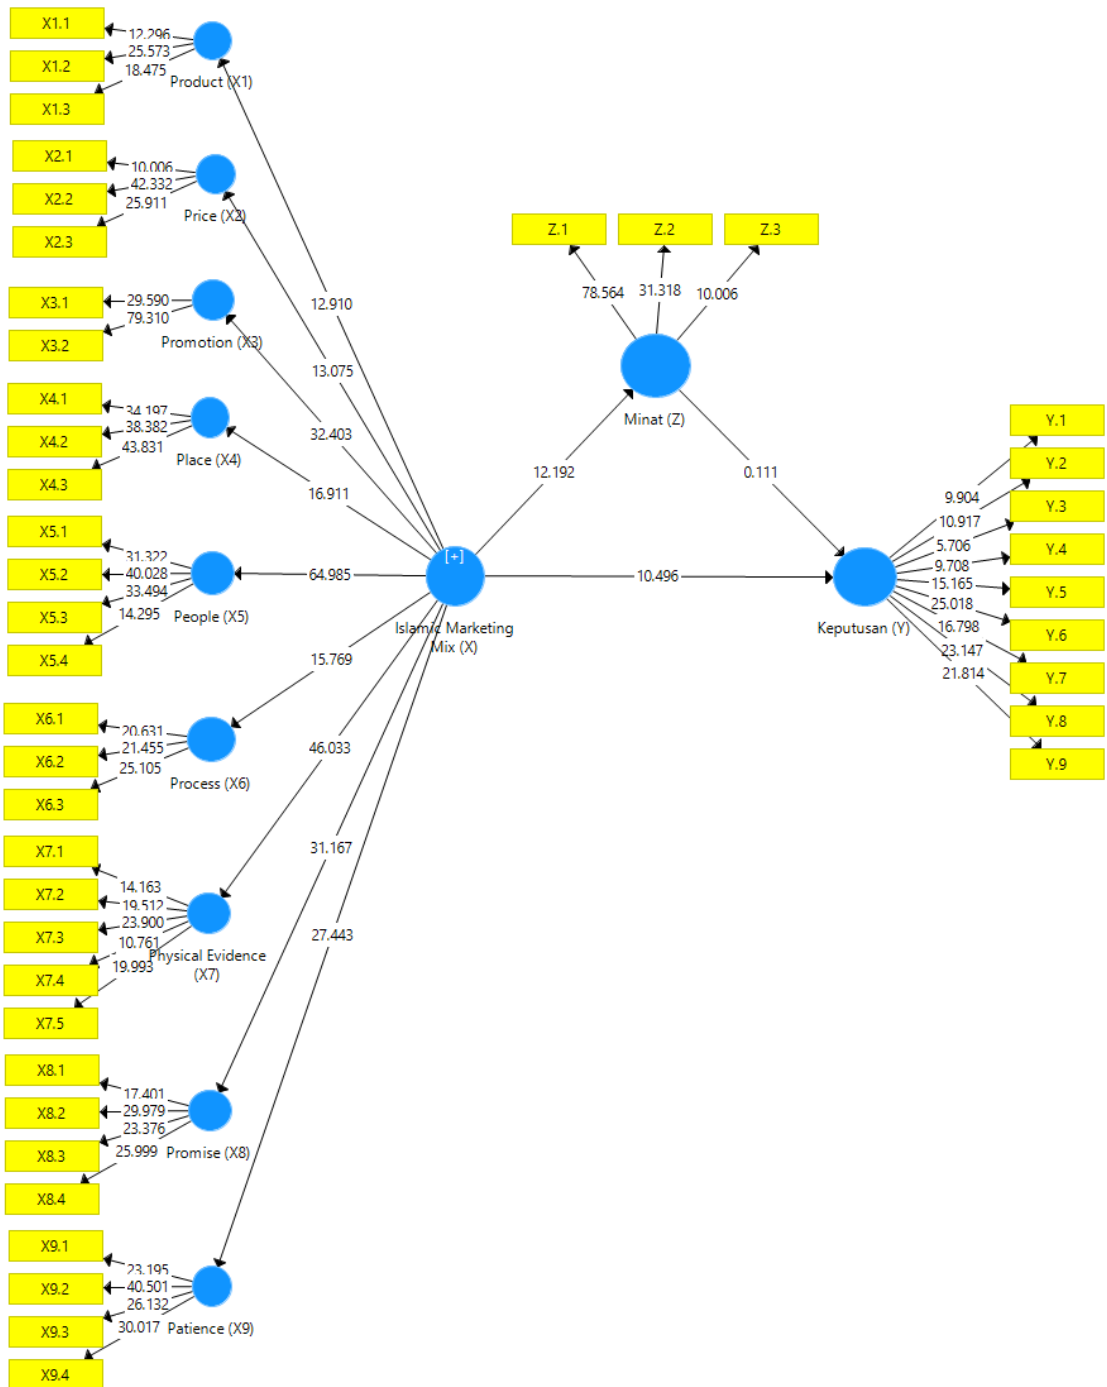 X1.1
12.296
X1.2
25.573
18.475
X1.3
Product (X1)
X2.1
10.006
X2.2
42.332
25.911
X2.3
Price (X2)
X3.1
29.590
79.310
X3.2
Promotion (X3)
X4.1
34.197
X4.2
38.382
43.831
X4.3
Place (X4)
X5.1
31.322
X5.2
40.028
33.494
X5.3
14.295
X5.4
People (X5)
X6.1
20.631
X6.2
21.455
25.105
X6.3
Process (X6)
X7.1
14.163
X7.2
19.512
23.900
X7.3
10.761
19.993
X7.4
X7.5
Physical Evidence
(X7)
X8.1
17.401
X8.2
29.979
23.376
X8.3
25.999
X8.4
Promise (X8)
X9.1
23.195
X9.2
40.501
26.132
X9.3
30.017
X9.4
Patience (X9)
12.910
13.075
32.403
16.911
64.985
15.769
46.033
31.167
27.443
[+]
Islamic Marketing
Mix (X)
12.192
10.496
Z.1
Z.2
Z.3
78.564
31.318
10.006
Minat (Z)
0.111
Keputusan (Y)
9.904
10.917
5.706
9.708
15.165
25.018
16.798
23.147
21.814
Y.1
Y.2
Y.3
Y.4
Y.5
Y.6
Y.7
Y.8
Y.9